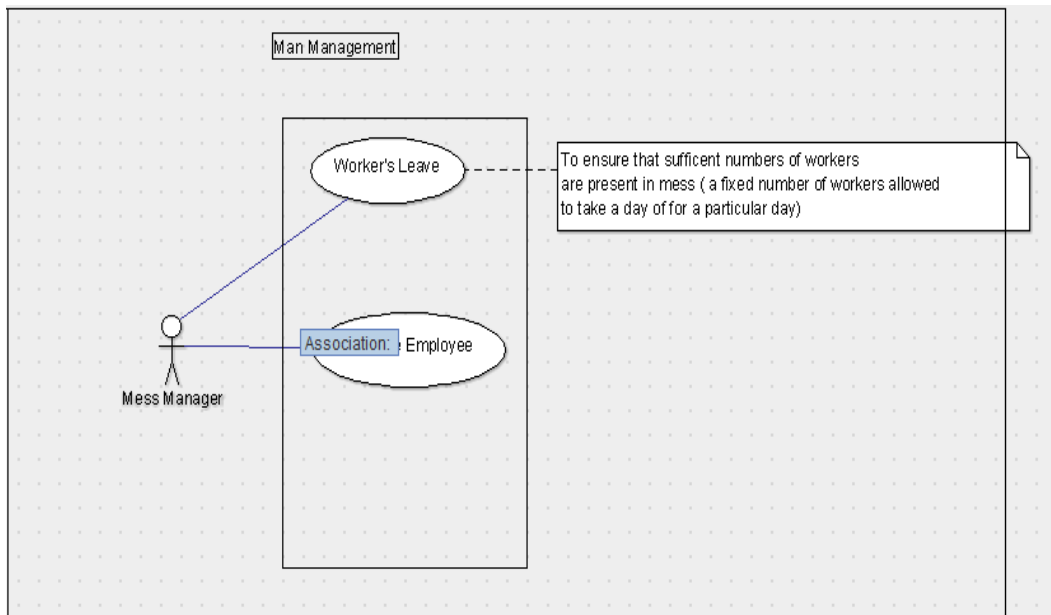 Man Management
Worker's Leave
To ensure that sufficent numbers of workers
are present in mess ( a fixed number of workers allowed
to take a day of for a particular day)
Association:
Employee
Mess Manager